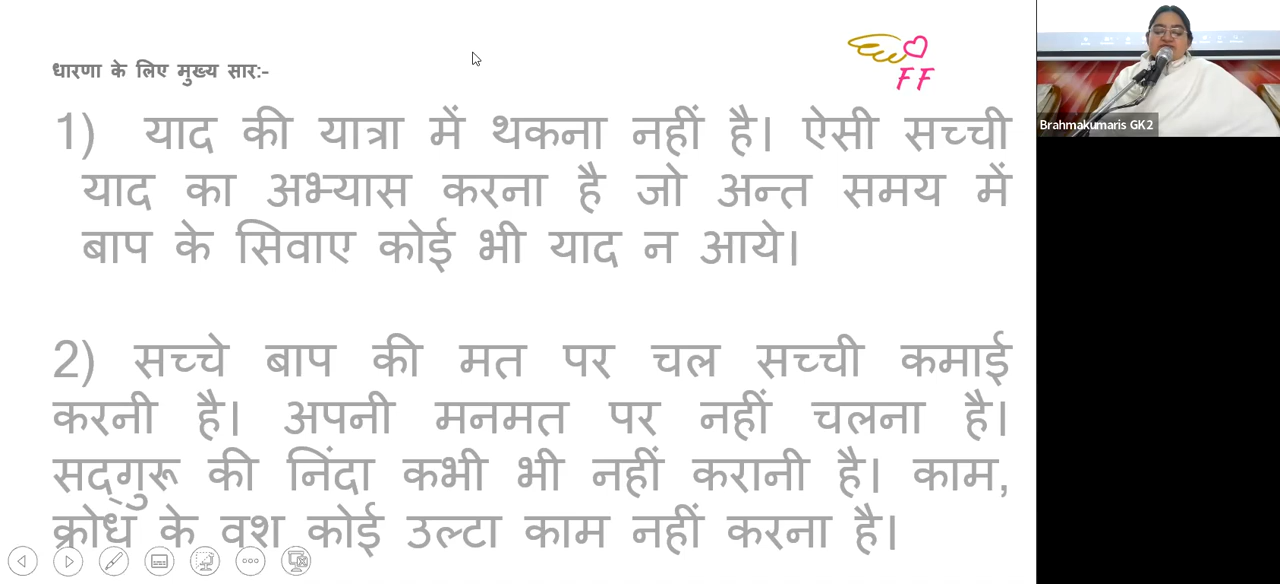 धारणा के लिए मुख्य सार:-
FF
1) याद की यात्रा में थकना नहीं है। ऐसी सच्ची
याद का अभ्यास करना है जो अन्त समय में
बाप के सिवाए कोई भी याद न आये।
2) सच्चे बाप की मत पर चल सच्ची कमाई
करनी है। अपनी मनमत पर नहीं चलना है।
सद्गुरू की निंदा कभी भी नहीं करानी है। काम,
क्रोध के वश कोई उल्टा काम नहीं करना है।
Brahmakumaris GK2